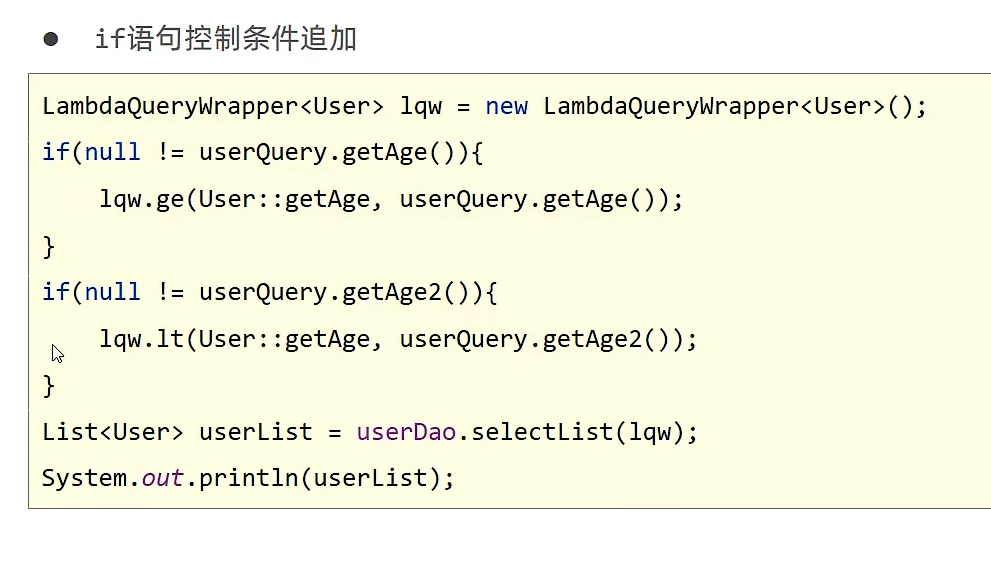 ● if语句控制条件追加
LambdaQueryWrapper<User> lqw = new LambdaQueryWrapper<User>();
if(null != userQuery.getAge()){
    lqw.ge(User::getAge, userQuery.getAge());
}
if(null != userQuery.getAge2()){
    lqw.lt(User::getAge, userQuery.getAge2());
}
List<User> userList = userDao.selectList(lqw);
System.out.println(userList);